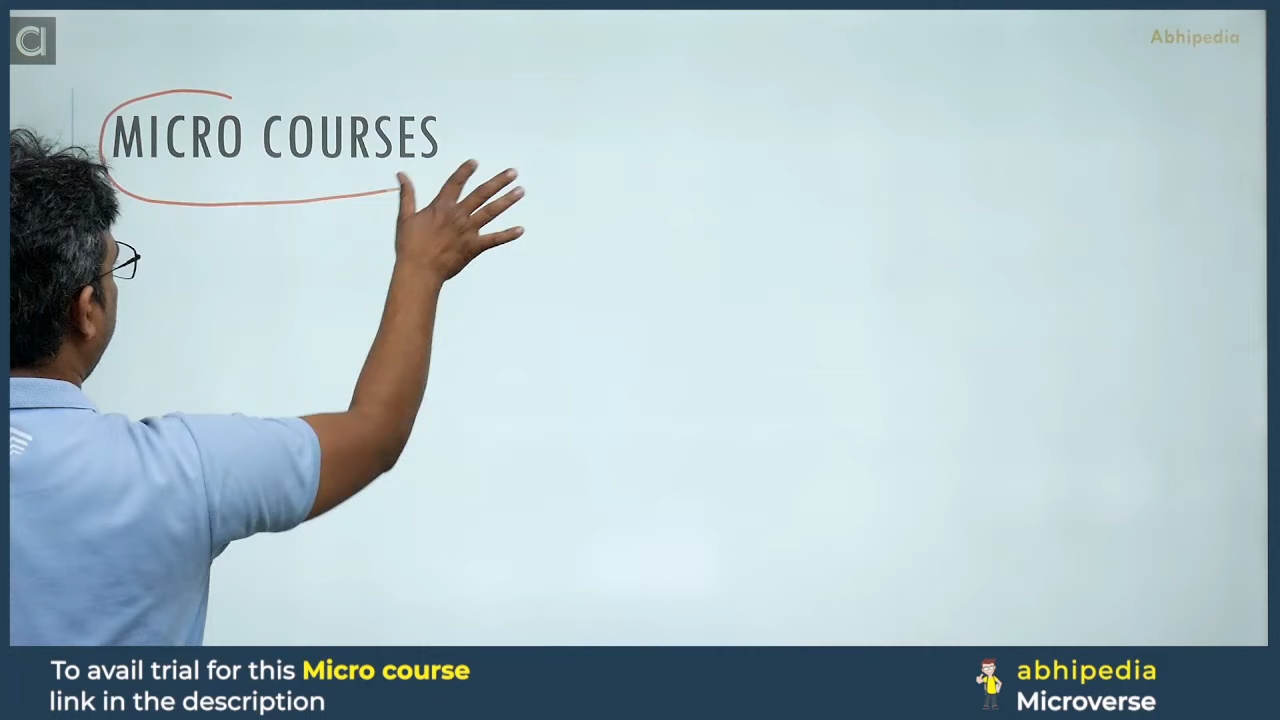 Abhipedia
MICRO COURSES
To avail trial for this Micro course
link in the description
abhipedia
Microverse